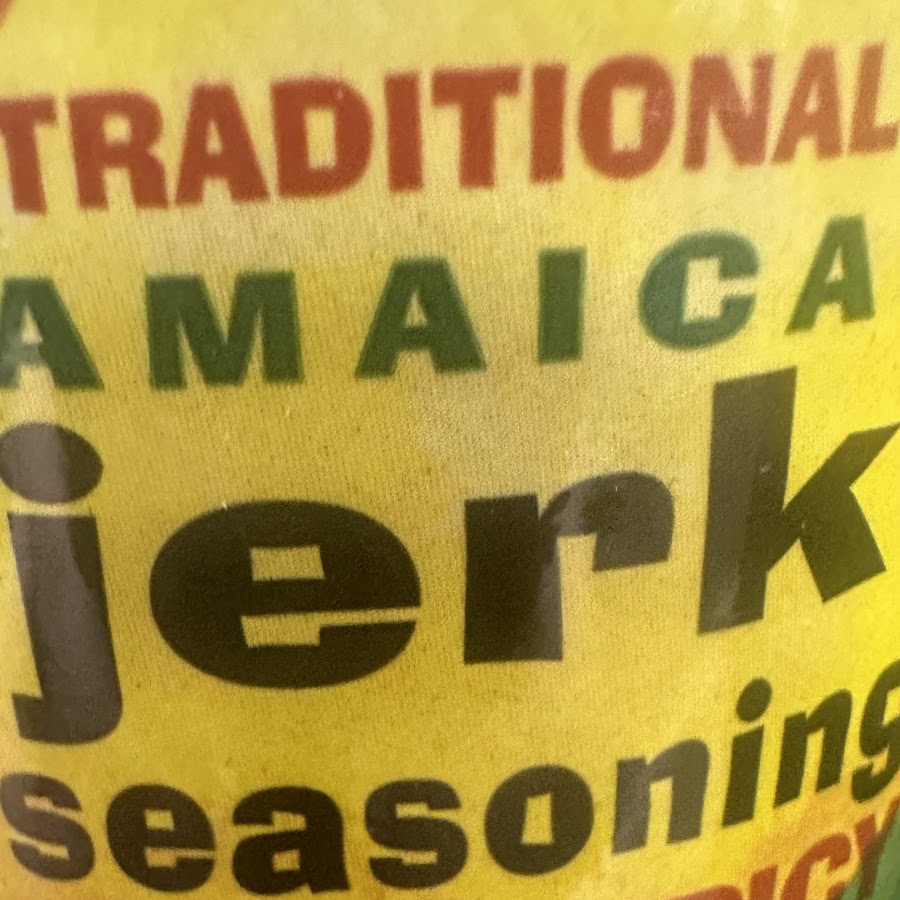 TRADITIONAL
AMAICA
jerk
seasoning